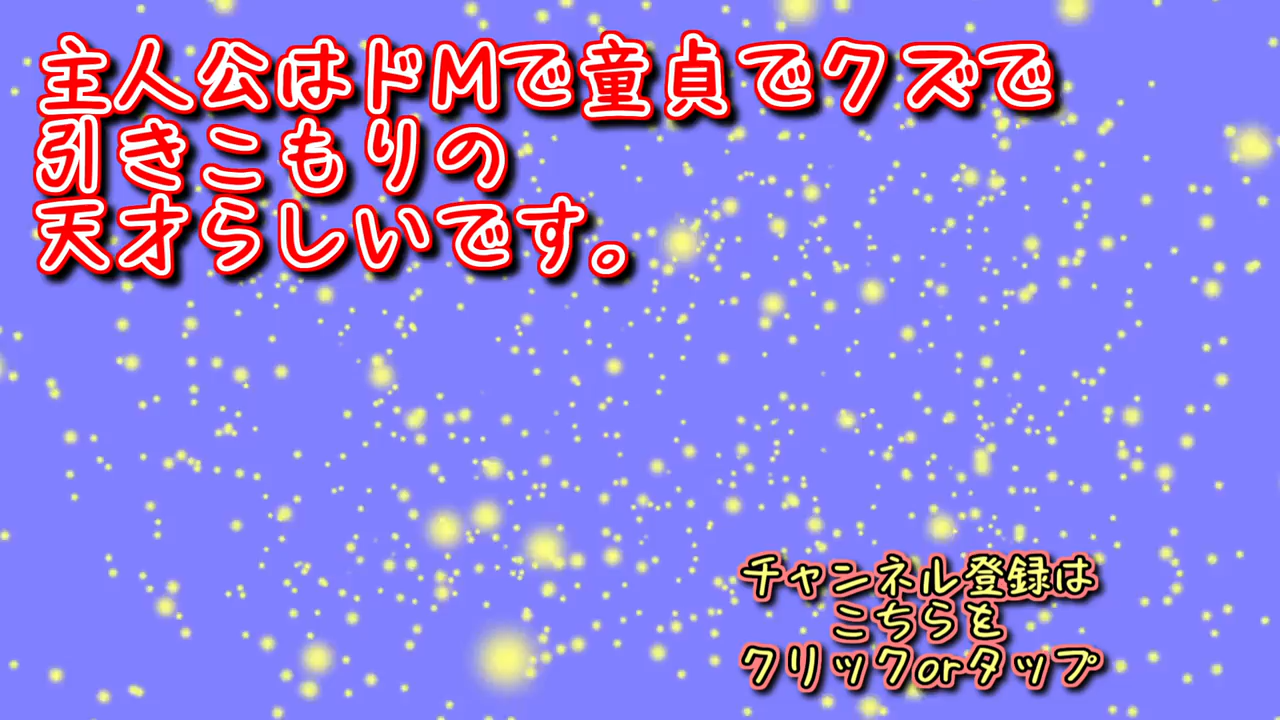 主人公はドMで童貞でクズで
引きこもりの
天才らしいです。
チャンネル登録は
こちらを
クリックorタップ